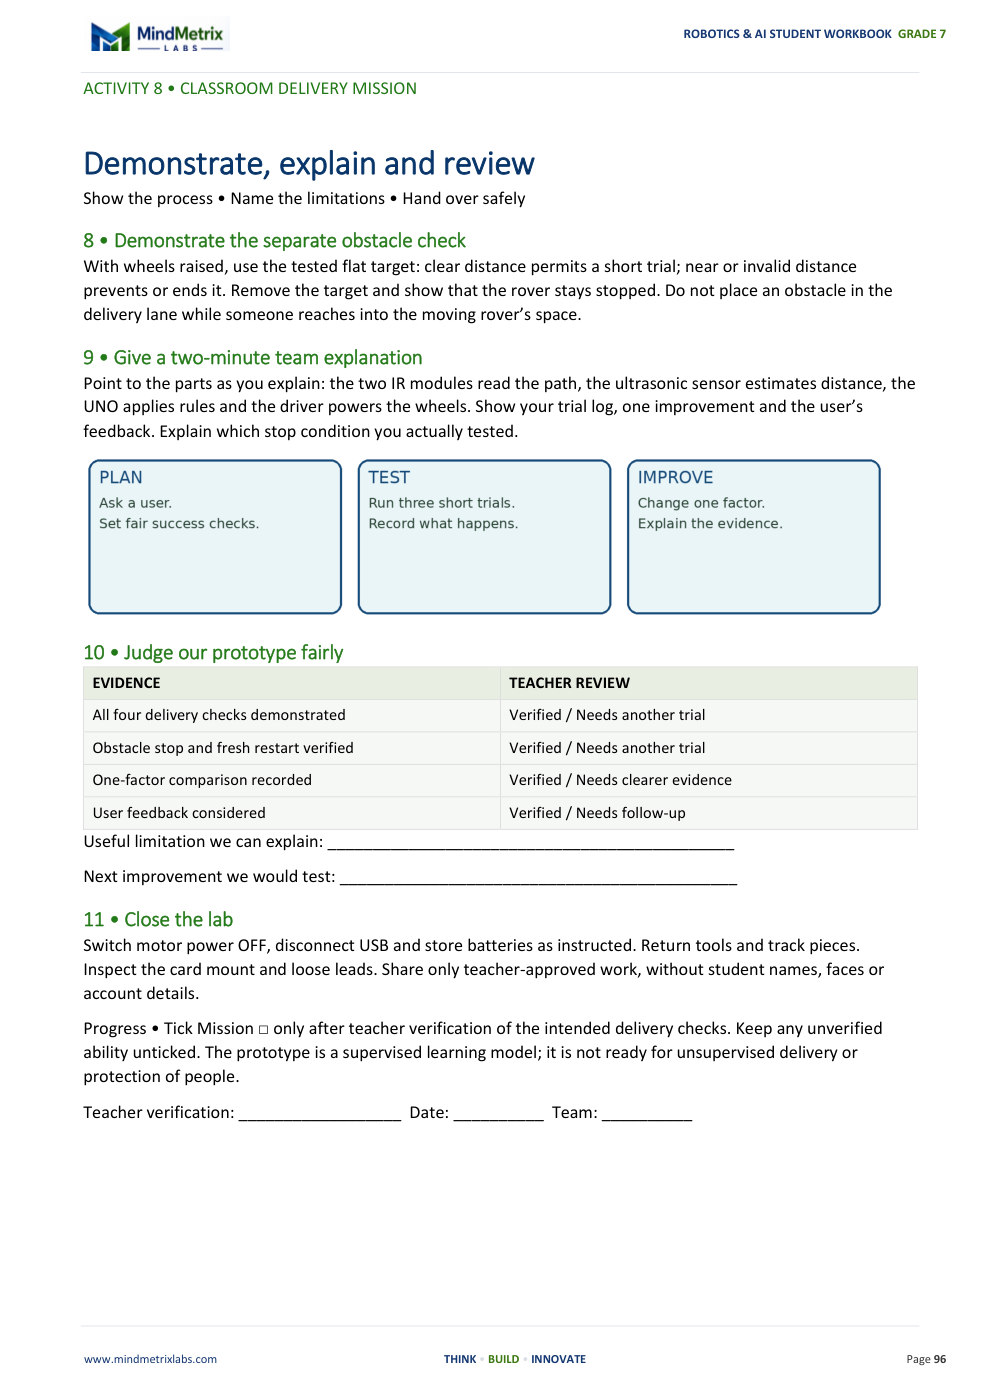 MindMetrix
LABS
ROBOTICS & AI STUDENT WORKBOOK GRADE 7
ACTIVITY 8 • CLASSROOM DELIVERY MISSION
Demonstrate, explain and review
Show the process • Name the limitations • Hand over safely
8 • Demonstrate the separate obstacle check
With wheels raised, use the tested flat target: clear distance permits a short trial; near or invalid distance
prevents or ends it. Remove the target and show that the rover stays stopped. Do not place an obstacle in the
delivery lane while someone reaches into the moving rover’s space.
9 • Give a two-minute team explanation
Point to the parts as you explain: the two IR modules read the path, the ultrasonic sensor estimates distance, the
UNO applies rules and the driver powers the wheels. Show your trial log, one improvement and the user’s
feedback. Explain which stop condition you actually tested.
PLAN
Ask a user.
Set fair success checks.
TEST
Run three short trials.
Record what happens.
IMPROVE
Change one factor.
Explain the evidence.
10 • Judge our prototype fairly
EVIDENCE TEACHER REVIEW
All four delivery checks demonstrated Verified / Needs another trial
Obstacle stop and fresh restart verified Verified / Needs another trial
One-factor comparison recorded Verified / Needs clearer evidence
User feedback considered Verified / Needs follow-up
Useful limitation we can explain: _____________________________________________
Next improvement we would test: ____________________________________________
11 • Close the lab
Switch motor power OFF, disconnect USB and store batteries as instructed. Return tools and track pieces.
Inspect the card mount and loose leads. Share only teacher-approved work, without student names, faces or
account details.
Progress • Tick Mission □ only after teacher verification of the intended delivery checks. Keep any unverified
ability unticked. The prototype is a supervised learning model; it is not ready for unsupervised delivery or
protection of people.
Teacher verification: __________________ Date: __________ Team: __________
www.mindmetrixlabs.com THINK • BUILD • INNOVATE Page 96